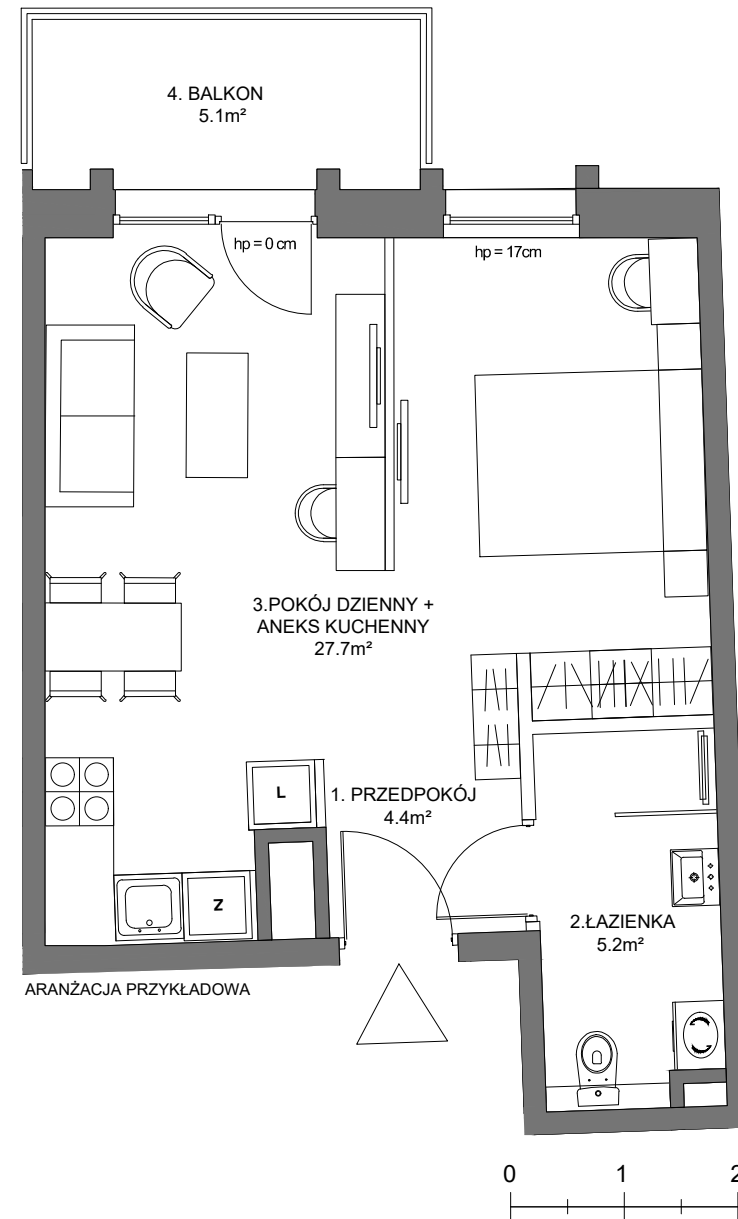 4. BALKON
5.1m²
hp = 0 cm
hp = 17cm
3.POKÓJ DZIENNY +
ANEKS KUCHENNY
27.7m²
L
1. PRZEDPOKÓJ
4.4m²
Z
2.ŁAZIENKA
5.2m²
ARANŻACJA PRZYKŁADOWA
0 1 2